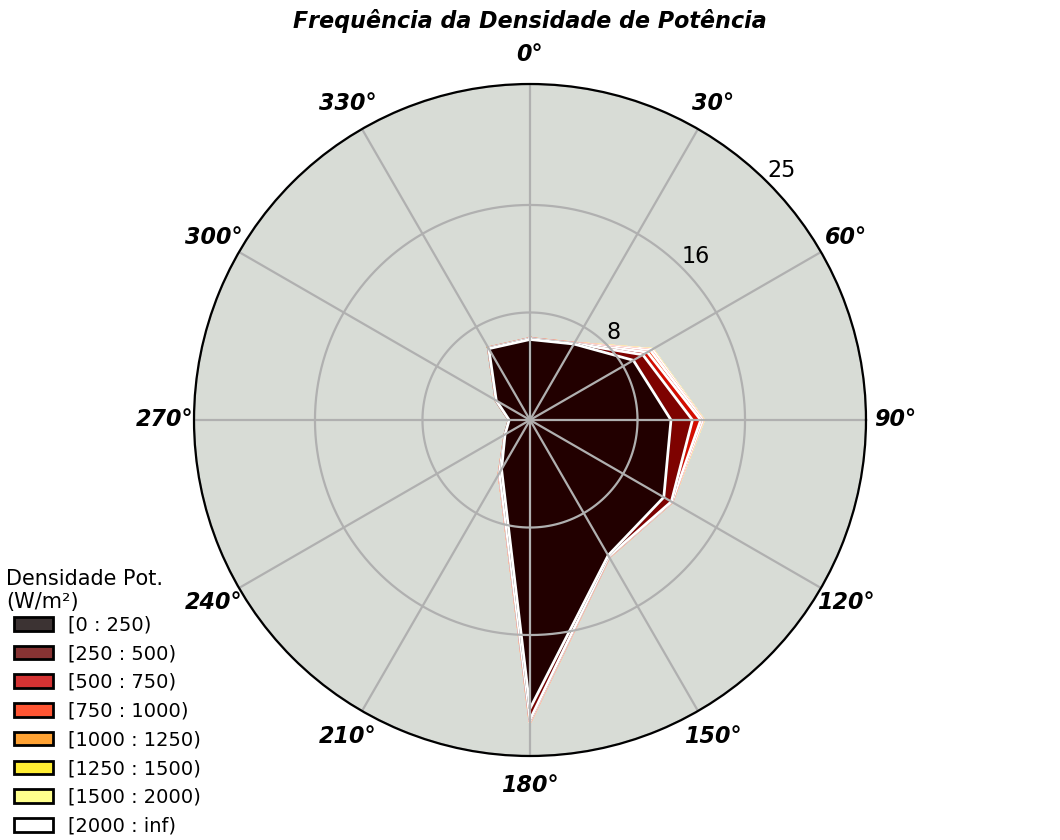 Frequência da Densidade de Potência
0°
30°
60°
90°
120°
150°
180°
210°
240°
270°
300°
330°
8
16
25
Densidade Pot.
(W/m²)
[0 : 250)
[250 : 500)
[500 : 750)
[750 : 1000)
[1000 : 1250)
[1250 : 1500)
[1500 : 2000)
[2000 : inf)